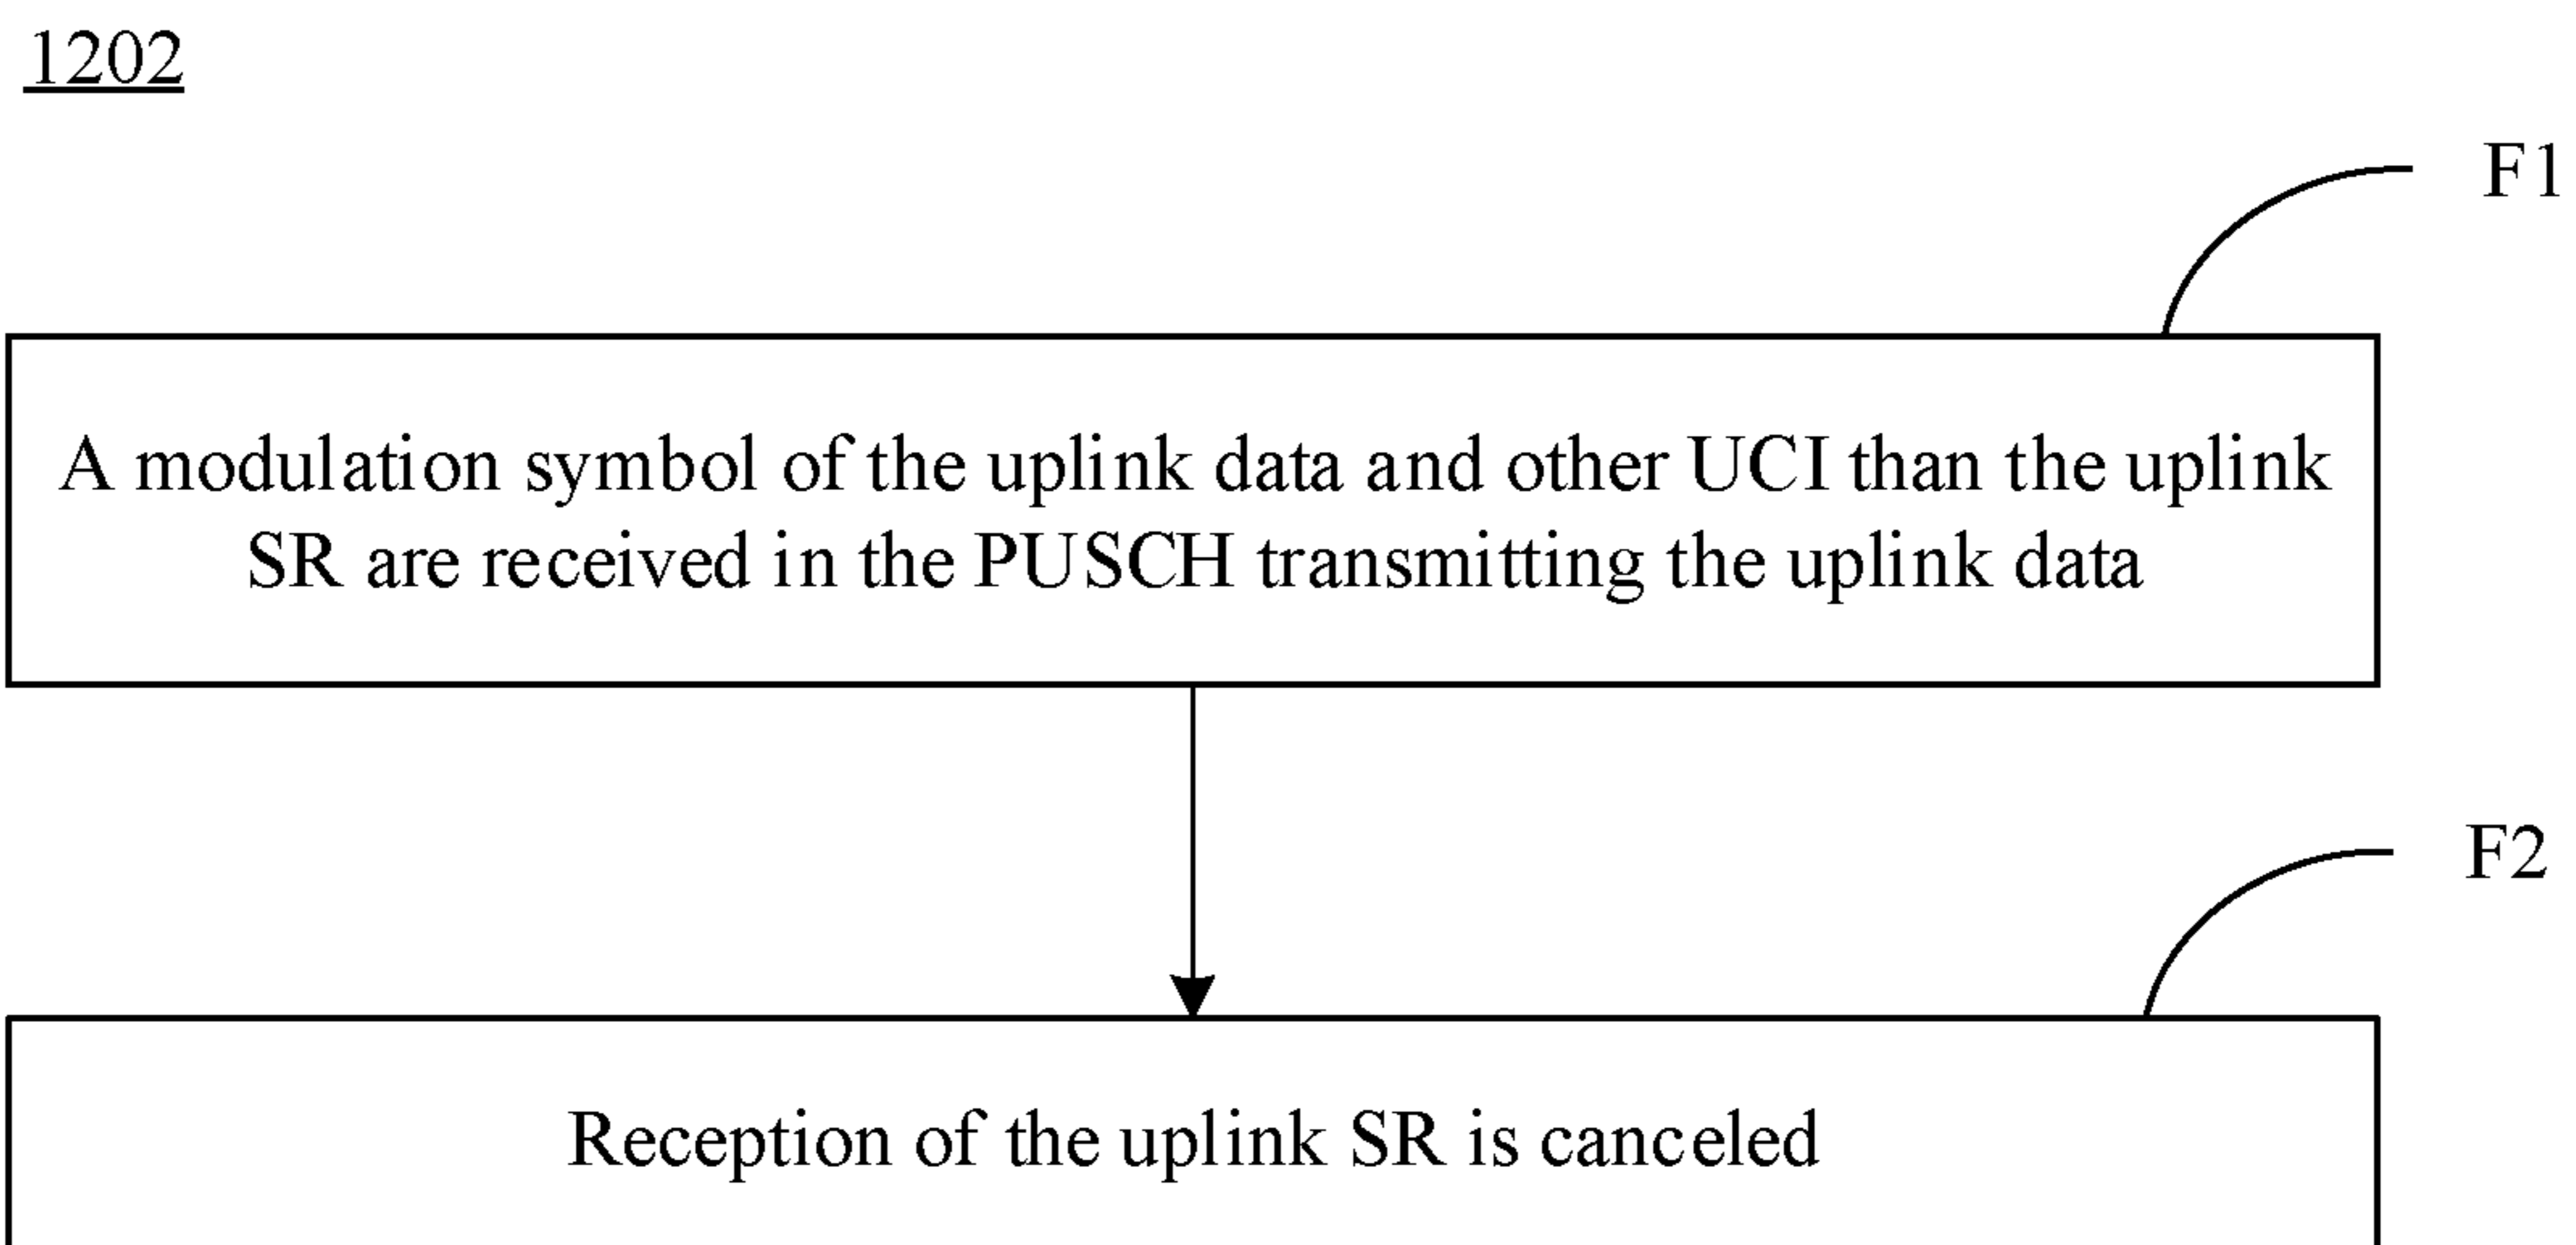 1202
F1
A modulation symbol of the uplink data and other UCI than the uplink
SR are received in the PUSCH transmitting the uplink data
F2
Reception of the uplink SR is canceled